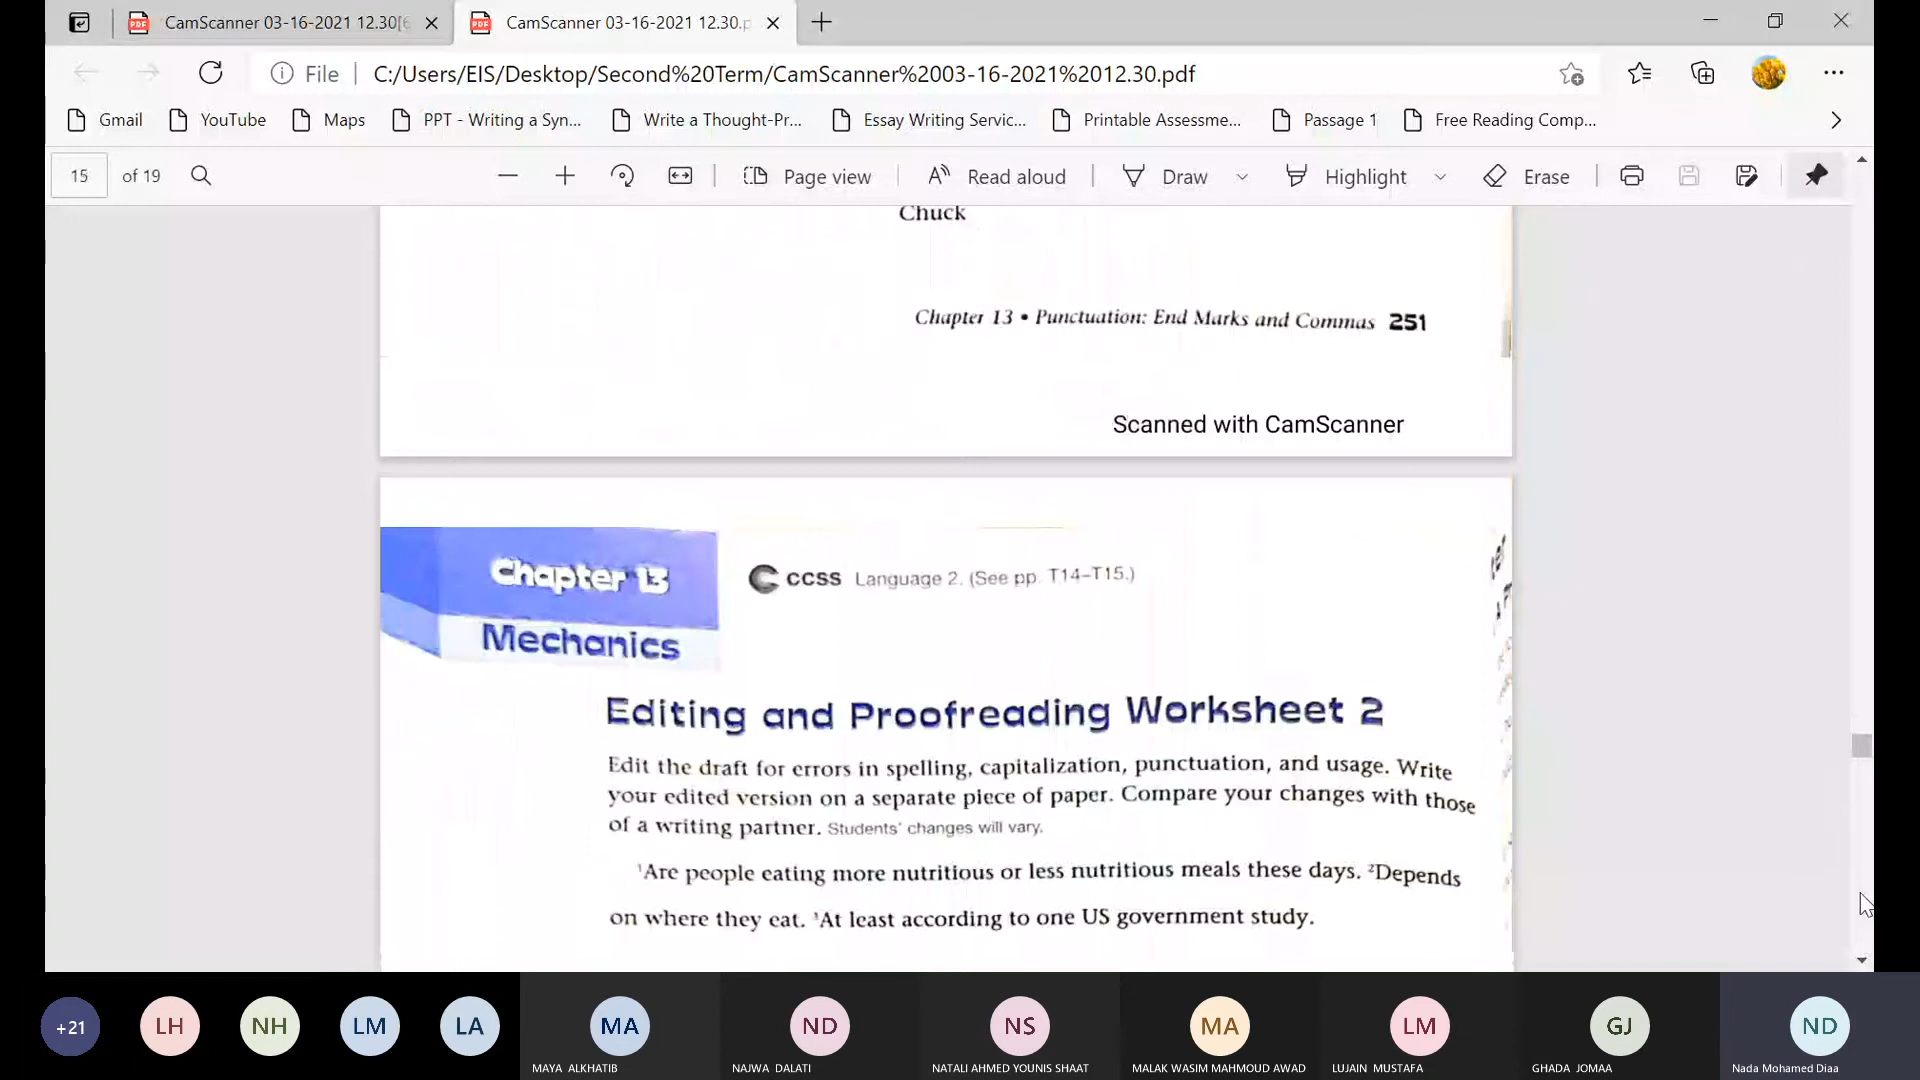 CamScanner 03-16-2021 12.30[6
CamScanner 03-16-2021 12.30.p
File
C:/Users/EIS/Desktop/Second%20Term/CamScanner%2003-16-2021%2012.30.pdf
Gmail
YouTube
Maps
PPT - Writing a Syn...
Write a Thought-Pr...
Essay Writing Servic...
Printable Assessme...
Passage 1
Free Reading Comp...
15 of 19
Page view
Read aloud
Draw
Highlight
Erase
Chuck
Chapter 13 • Punctuation: End Marks and Commas 251
Scanned with CamScanner
Chapter 13
Mechanics
CCSS Language 2. (See pp. T14–T15.)
Editing and Proofreading Worksheet 2
Edit the draft for errors in spelling, capitalization, punctuation, and usage. Write
your edited version on a separate piece of paper. Compare your changes with those
of a writing partner. Students' changes will vary.
¹Are people eating more nutritious or less nutritious meals these days. ²Depends
on where they eat. ³At least according to one US government study.
+21
LH
NH
LM
LA
MA
ND
NS
MA
LM
GJ
ND
MAYA ALKHATIB
NAJWA DALATI
NATALI AHMED YOUNIS SHAAT
MALAK WASIM MAHMOUD AWAD
LUJAIN MUSTAFA
GHADA JOMAA
Nada Mohamed Diaa